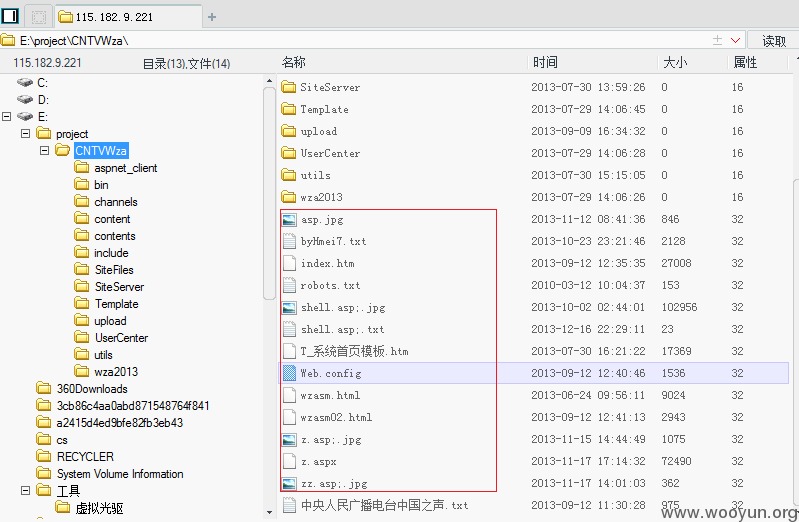 115.182.9.221
E:\project\CNTVWza\ 读取
115.182.9.221 目录(13),文件(14) 名称 时间 大小 属性
C:
D:
E:
project
CNTVWza
aspnet_client
bin
channels
content
contents
include
SiteFiles
SiteServer
Template
upload
UserCenter
utils
wza2013
360Downloads
3cb86c4aa0abd871548764f841
a2415d4ed9bfe82fb3eb43
cs
RECYCLER
System Volume Information
工具
虚拟光驱
SiteServer 2013-07-30 13:59:26 0 16
Template 2013-07-29 14:06:45 0 16
upload 2013-09-09 16:34:32 0 16
UserCenter 2013-07-29 14:06:28 0 16
utils 2013-07-30 15:15:05 0 16
wza2013 2013-07-29 14:06:26 0 16
asp.jpg 2013-11-12 08:41:36 846 32
byHmei7.txt 2013-10-23 23:21:46 2128 32
index.htm 2013-09-12 12:35:35 27008 32
robots.txt 2010-03-12 10:04:37 153 32
shell.asp;.jpg 2013-10-02 02:44:01 102956 32
shell.asp;.txt 2013-12-16 22:29:11 23 32
T_系统首页模板.htm 2013-07-30 16:21:22 17369 32
Web.config 2013-09-12 12:40:46 1536 32
wzasm.html 2013-06-24 09:56:11 9024 32
wzasm02.html 2013-09-12 12:41:13 2943 32
z.asp;.jpg 2013-11-15 14:44:49 1075 32
z.aspx 2013-11-17 17:14:32 72490 32
zz.asp;.jpg 2013-11-17 14:01:03 362 32
中央人民广播电台中国之声.txt 2013-09-12 11:30:28 975 32
www.wooyun.org